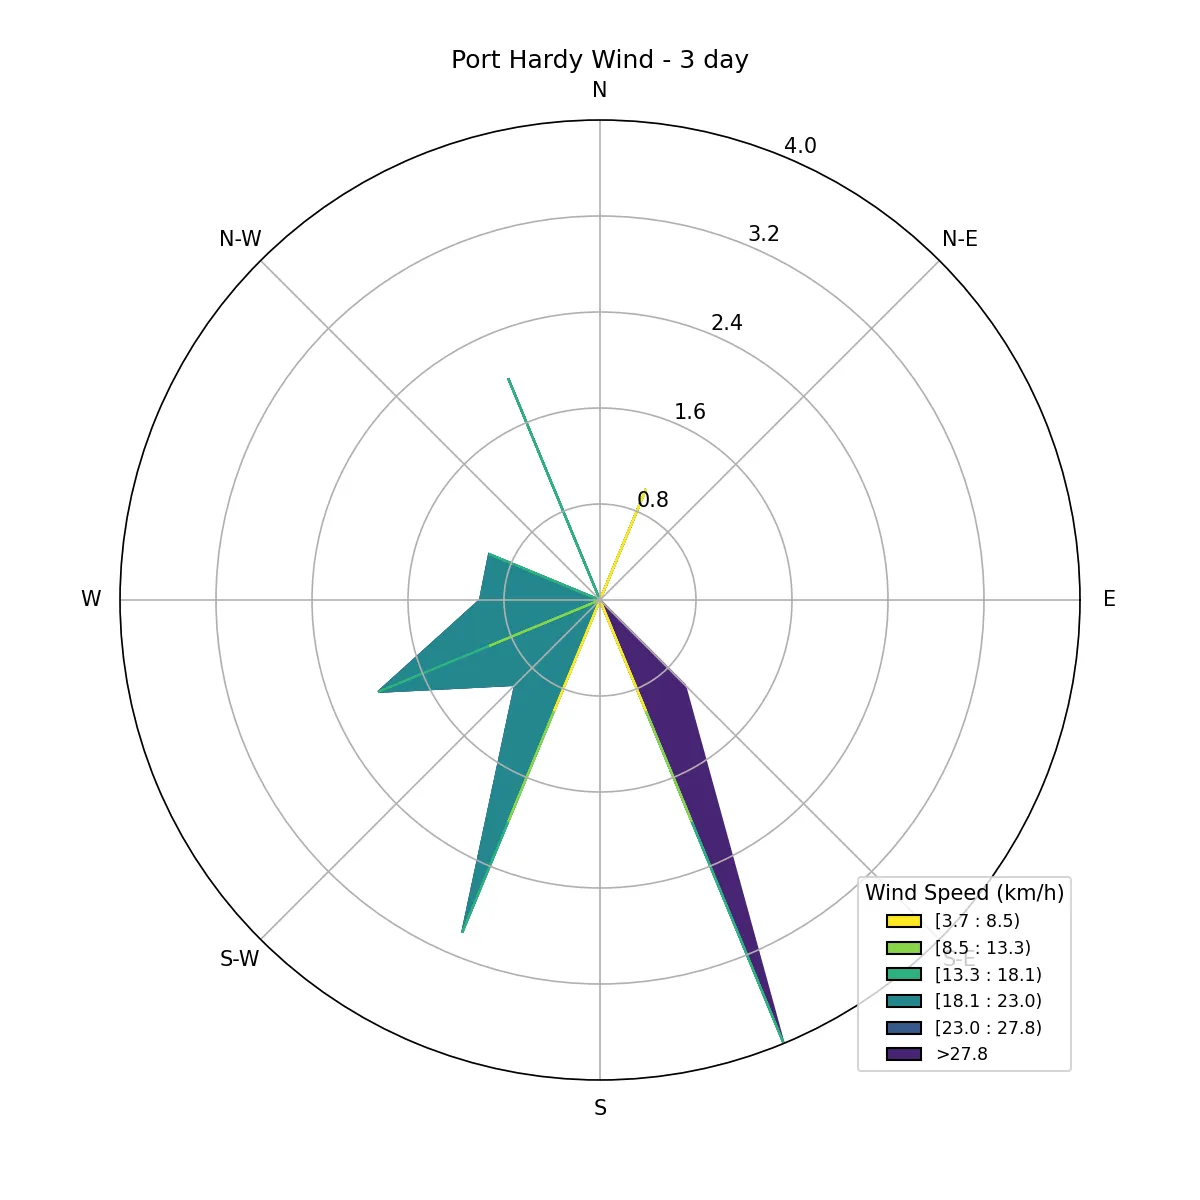 Port Hardy Wind - 3 day
N
4.0
N-W
3.2
N-E
2.4
1.6
0.8
W
E
Wind Speed (km/h)
[3.7 : 8.5)
[8.5 : 13.3)
S-W
S-E
[13.3 : 18.1)
[18.1 : 23.0)
[23.0 : 27.8)
>27.8
S